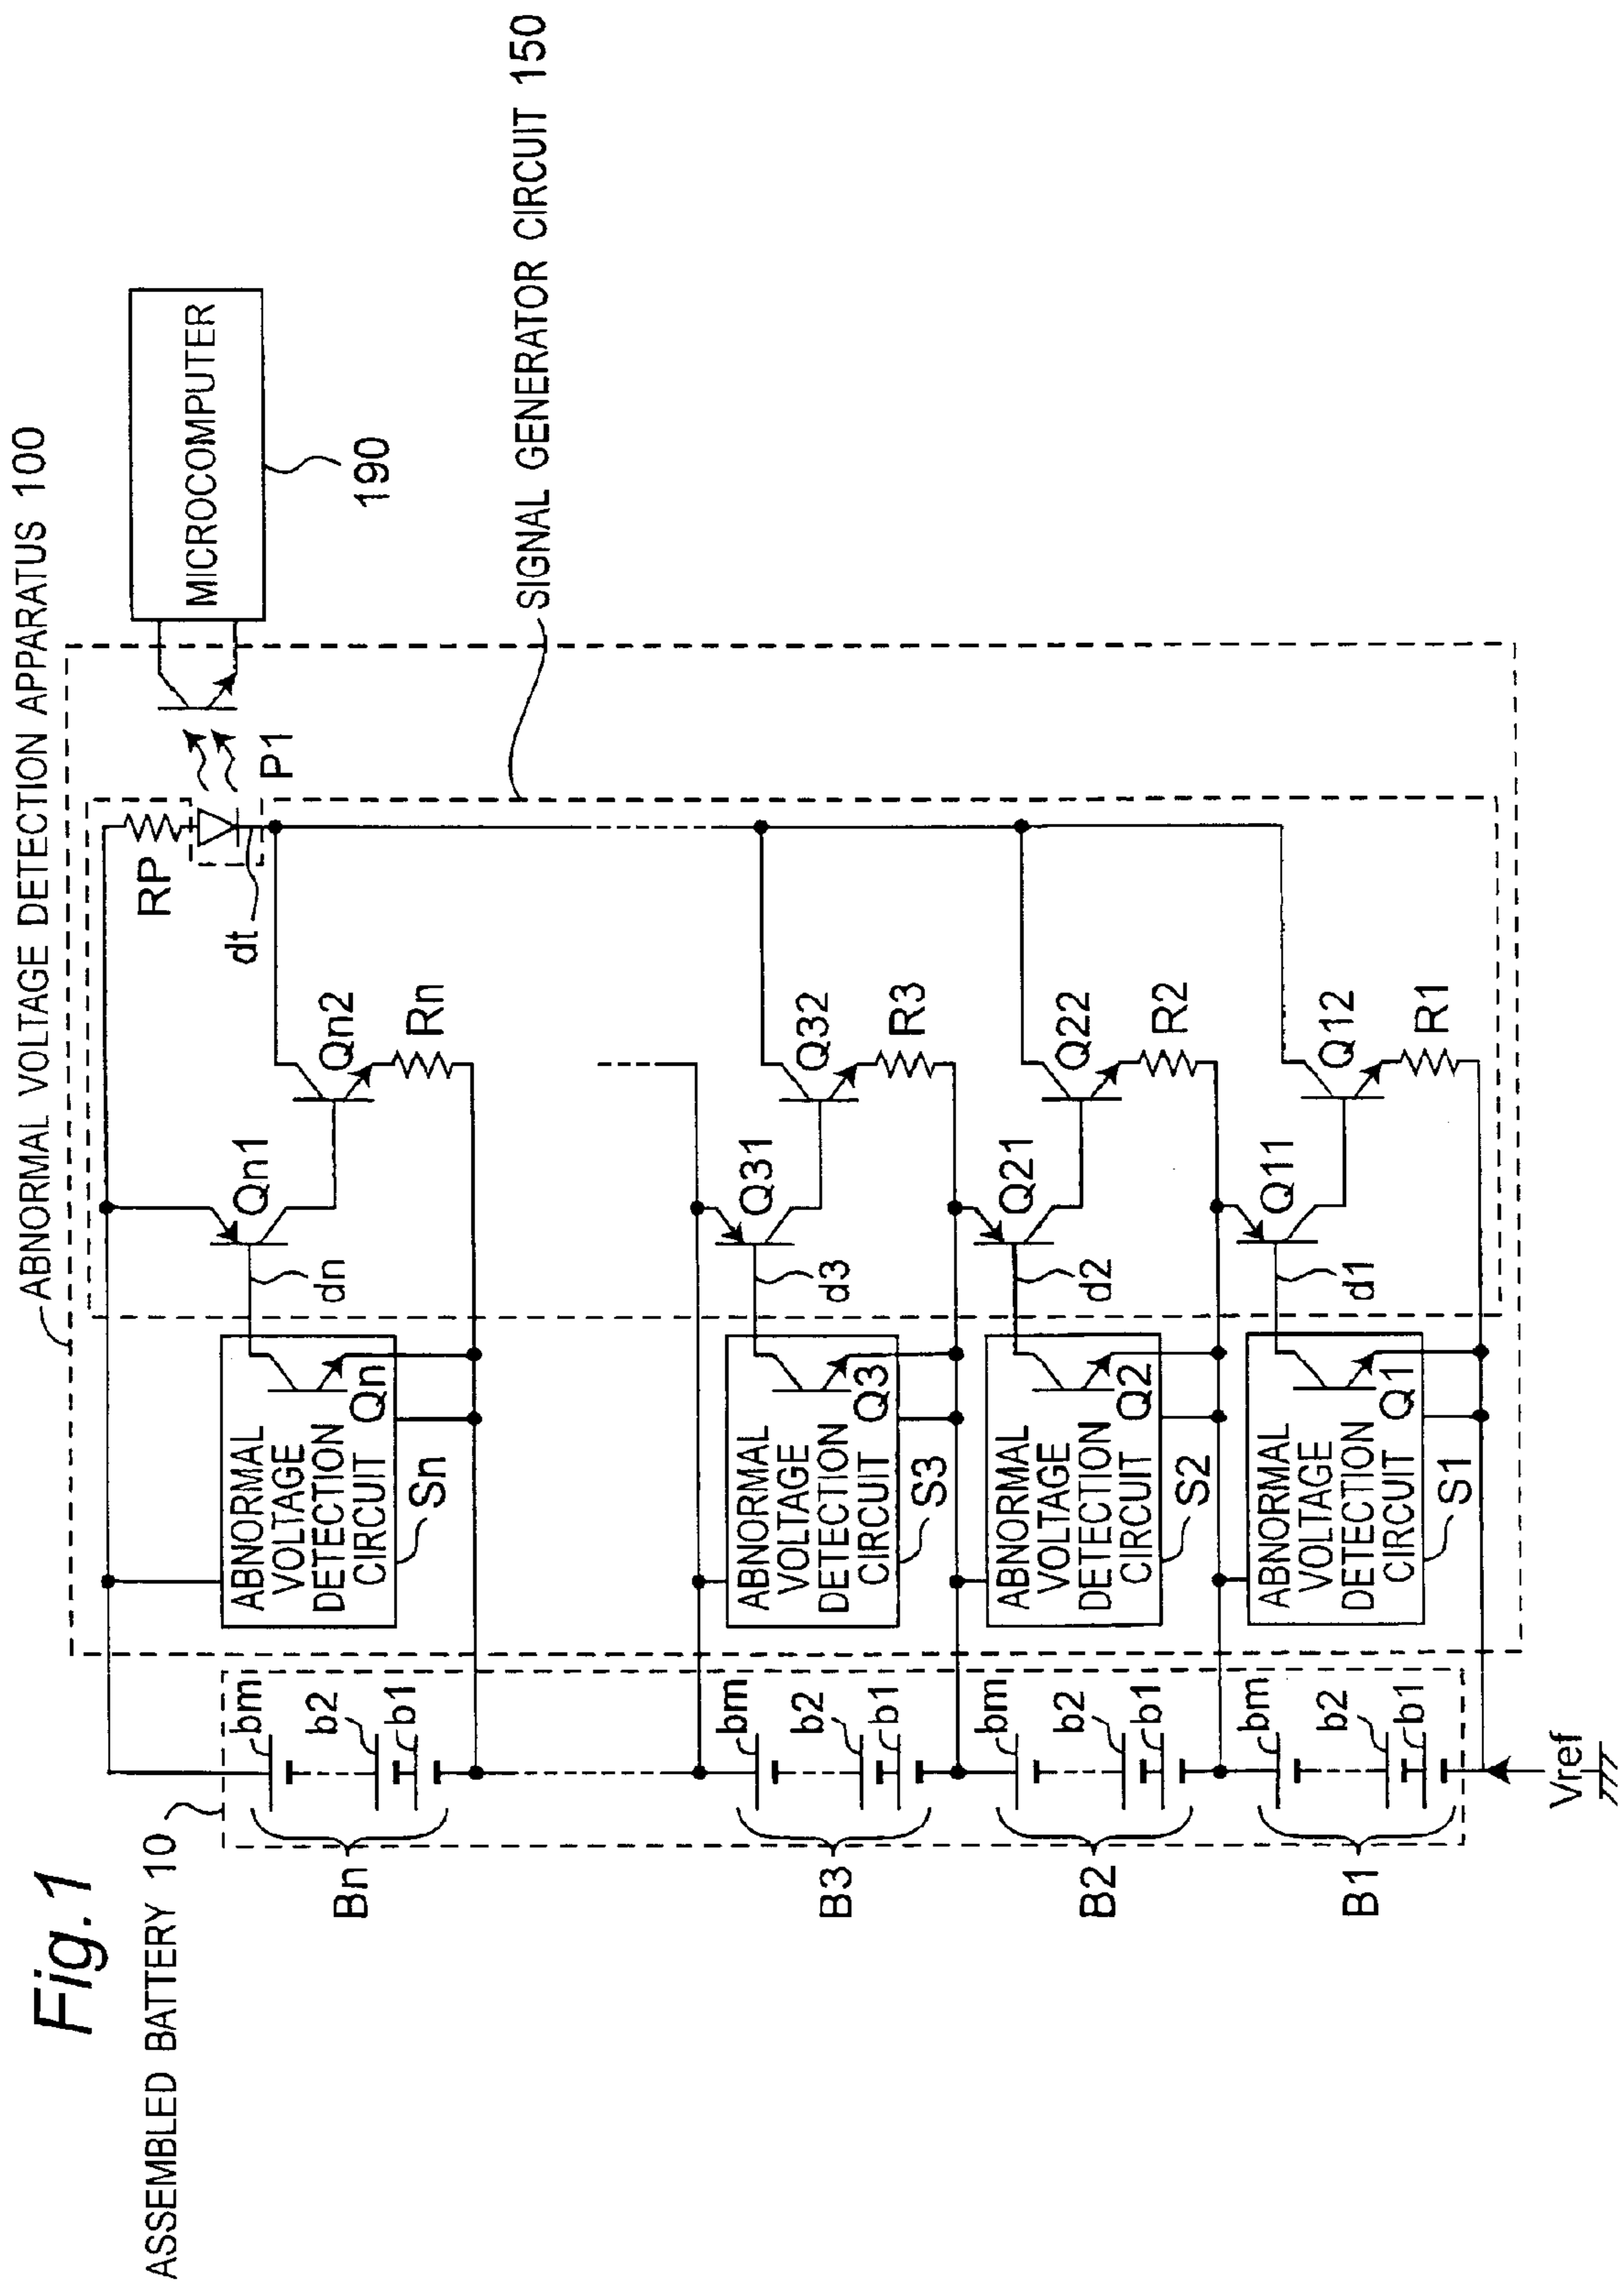 Fig.1
ABNORMAL VOLTAGE DETECTION APPARATUS 100
ASSEMBLED BATTERY 10
MICROCOMPUTER
190
SIGNAL GENERATOR CIRCUIT 150
RP
P1
dt
Bn
bm
b2
b1
ABNORMAL
VOLTAGE
DETECTION
CIRCUIT
Qn
Sn
dn
Qn1
Qn2
Rn
B3
bm
b2
b1
ABNORMAL
VOLTAGE
DETECTION
CIRCUIT
Q3
S3
d3
Q31
Q32
R3
B2
bm
b2
b1
ABNORMAL
VOLTAGE
DETECTION
CIRCUIT
Q2
S2
d2
Q21
Q22
R2
B1
bm
b2
b1
ABNORMAL
VOLTAGE
DETECTION
CIRCUIT
Q1
S1
d1
Q11
Q12
R1
Vref